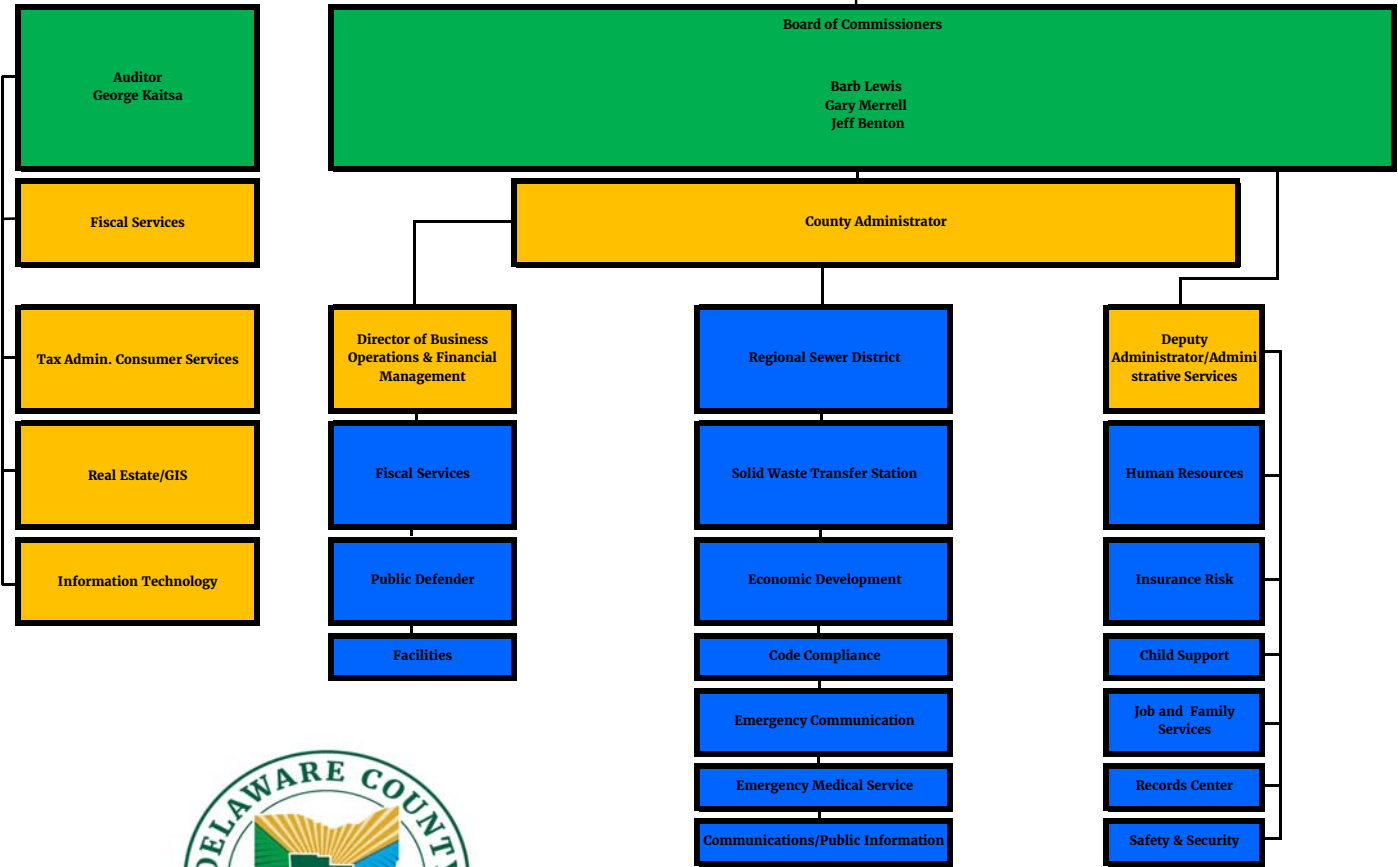 Auditor
George Kaitsa
Fiscal Services
Tax Admin. Consumer Services
Real Estate/GIS
Information Technology
Board of Commissioners
Barb Lewis
Gary Merrell
Jeff Benton
County Administrator
Director of Business
Operations & Financial
Management
Fiscal Services
Public Defender
Facilities
Regional Sewer District
Solid Waste Transfer Station
Economic Development
Code Compliance
Emergency Communication
Emergency Medical Service
Communications/Public Information
Deputy
Administrator/Admini
strative Services
Human Resources
Insurance Risk
Child Support
Job and Family
Services
Records Center
Safety & Security
DELAWARE COUNTY